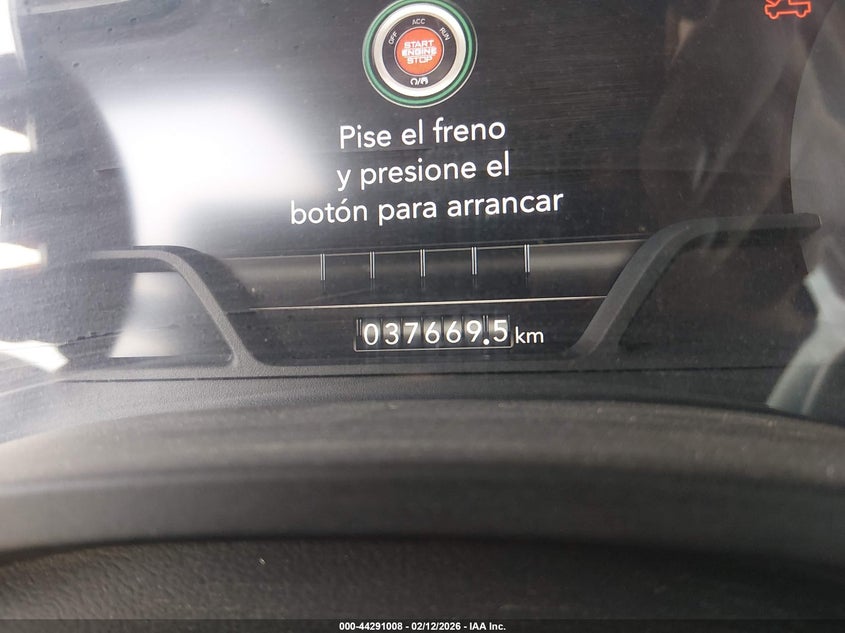 OFF ACC RUN
START
ENGINE
STOP
Pise el freno
y presione el
botón para arrancar
037669.5 km
000-44291008 - 02/12/2026 - IAA Inc.